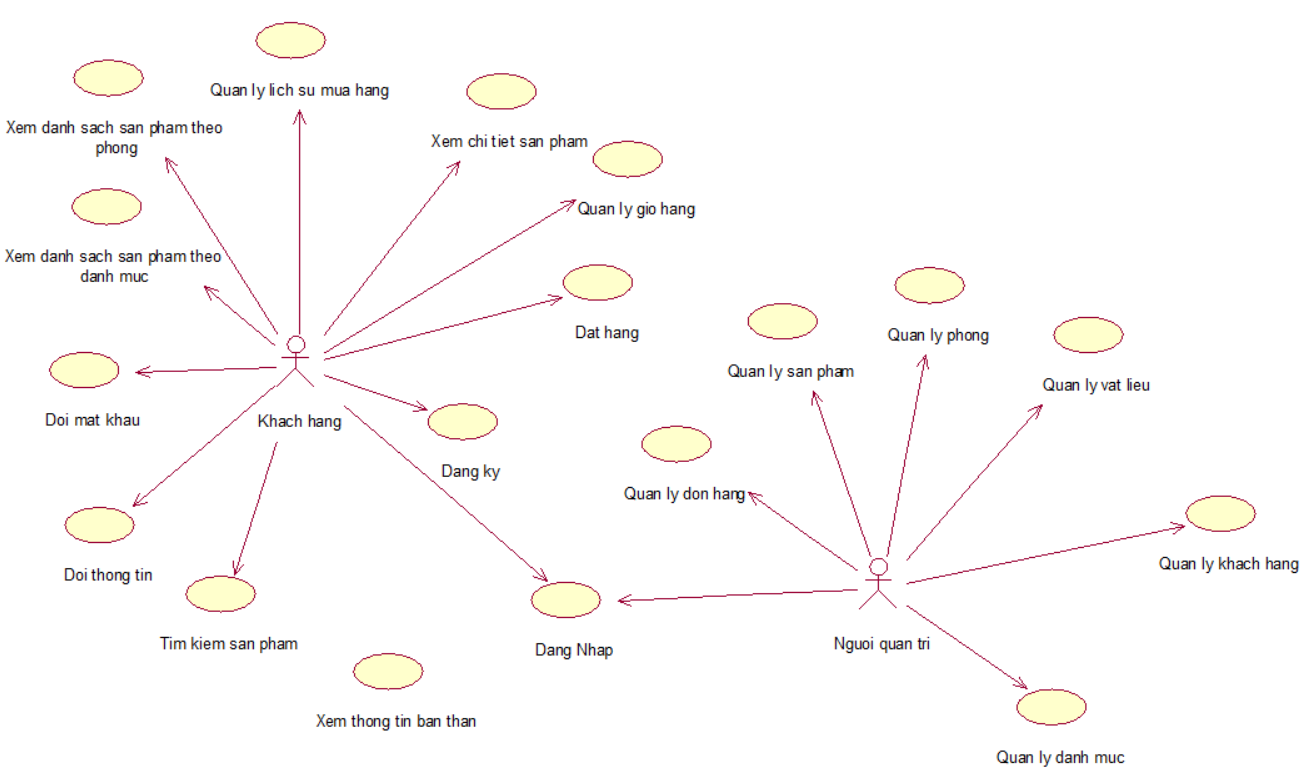 Quan ly lich su mua hang
Xem danh sach san pham theo
phong
Xem chi tiet san pham
Quan ly gio hang
Xem danh sach san pham theo
danh muc
Dat hang
Quan ly phong
Quan ly san pham
Quan ly vat lieu
Doi mat khau
Khach hang
Dang ky
Quan ly don hang
Quan ly khach hang
Doi thong tin
Tim kiem san pham
Dang Nhap
Nguoi quan tri
Xem thong tin ban than
Quan ly danh muc